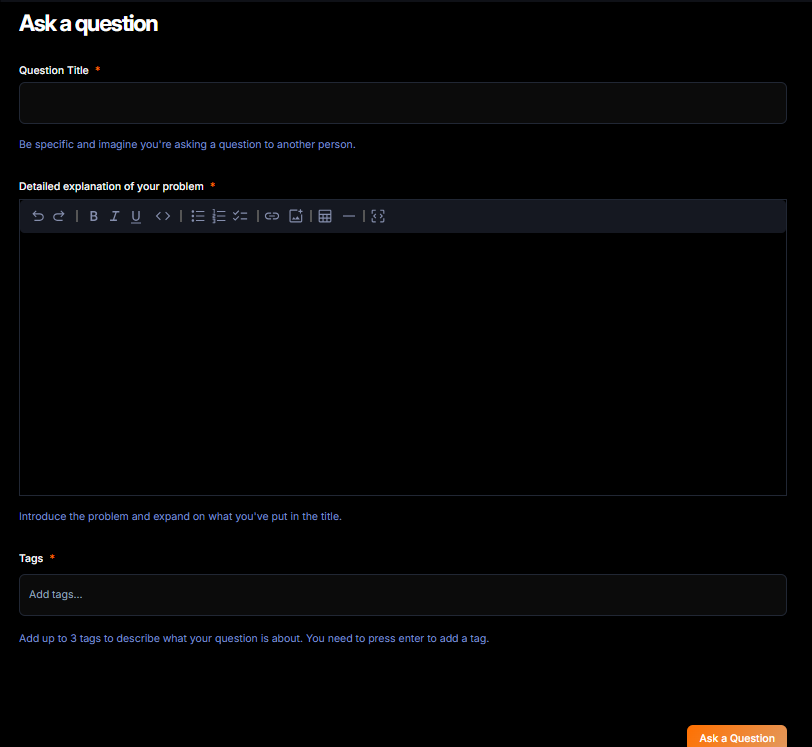 Ask a question
Question Title *
Be specific and imagine you're asking a question to another person.
Detailed explanation of your problem *
B I U
Introduce the problem and expand on what you've put in the title.
Tags *
Add tags...
Add up to 3 tags to describe what your question is about. You need to press enter to add a tag.
Ask a Question